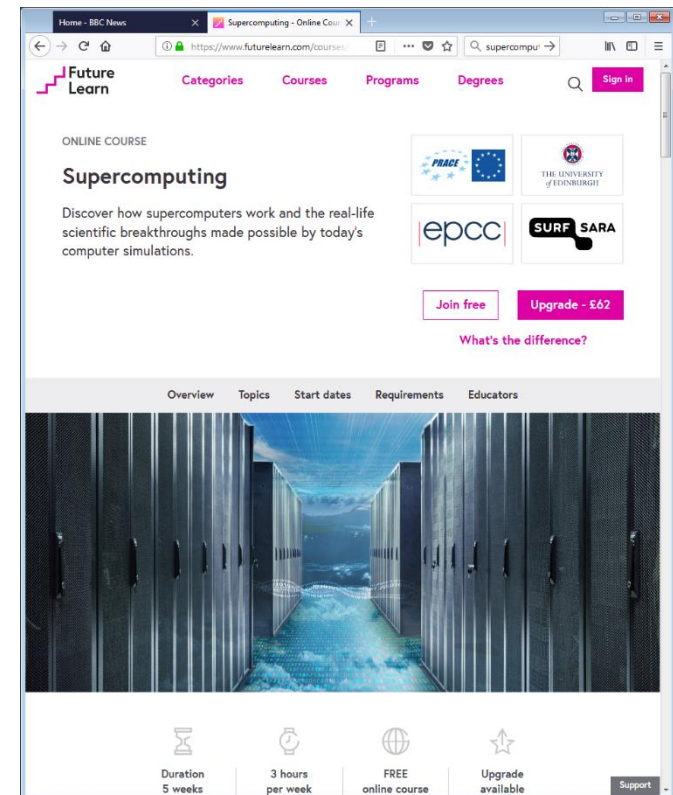 Home - BBC News
Supercomputing - Online Cour
https://www.futurelearn.com/courses/
supercomput
Future
Learn
Categories
Courses
Programs
Degrees
Sign in
ONLINE COURSE
Supercomputing
Discover how supercomputers work and the real-life
scientific breakthroughs made possible by today's
computer simulations.
PRACE
THE UNIVERSITY
of EDINBURGH
epcc
SURF SARA
Join free
Upgrade - £62
What's the difference?
Overview
Topics
Start dates
Requirements
Educators
Duration
5 weeks
3 hours
per week
FREE
online course
Upgrade
available
Support